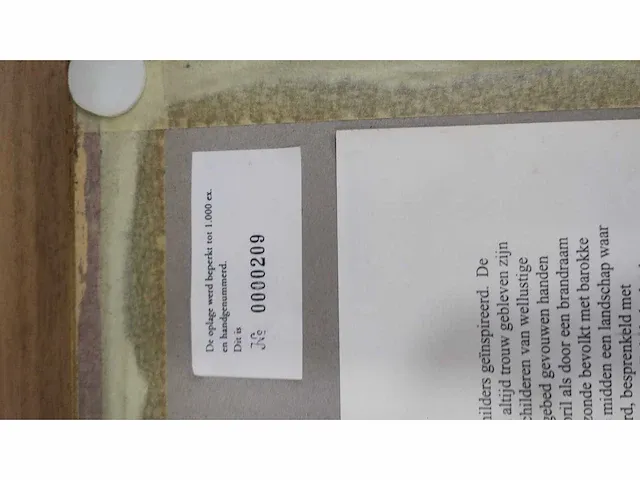 De oplage werd beperkt tot 1.000 ex.
en handgenummerd.
Dit is
№ 0000209
hilders geïnspireerd. De
altijd trouw gebleven zijn
childeren van wellustige
gebed gevouwen handen
pril als door een brandraam
zonde bevolkt met barokke
midden een landschap waar
rd, besprenkeld met